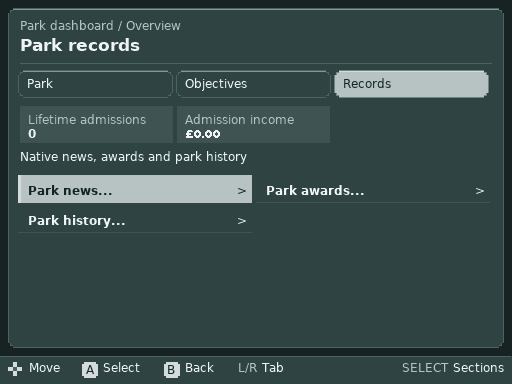 Park dashboard / Overview
Park records
Park
Objectives
Records
Lifetime admissions
0
Admission income
£0.00
Native news, awards and park history
Park news... >
Park awards... >
Park history... >
Move
A Select
B Back
L/R Tab
SELECT Sections